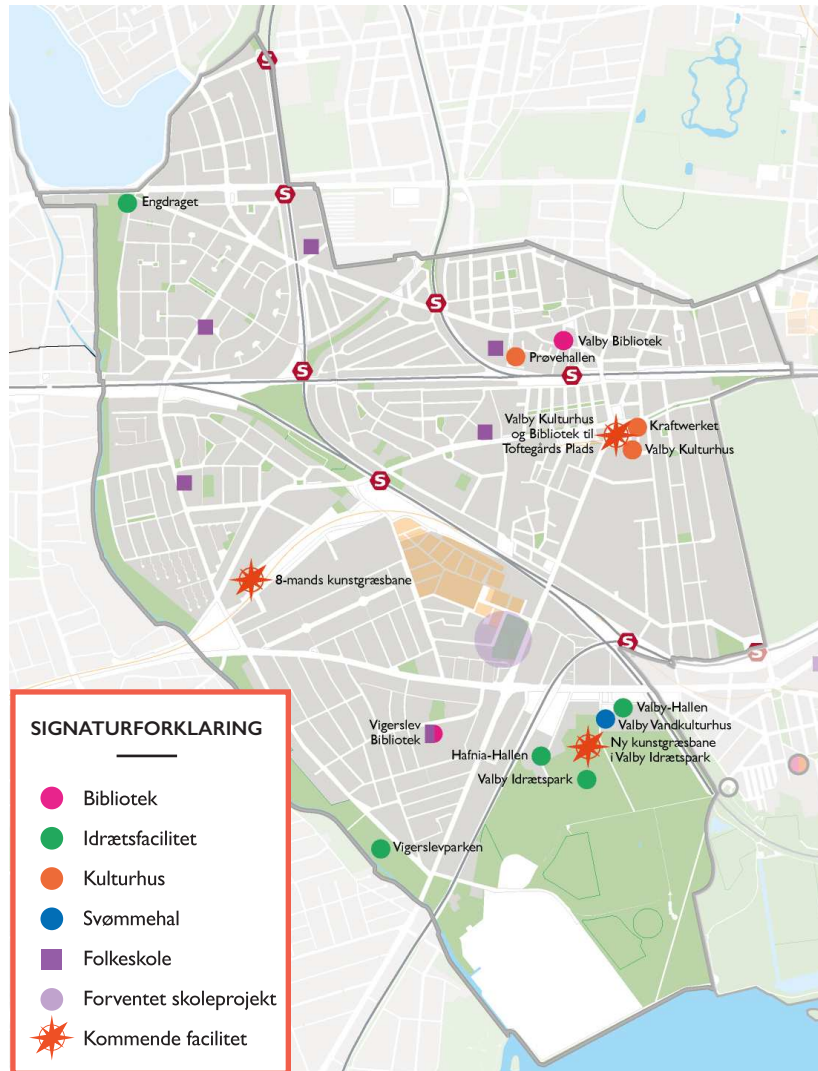 S
S
Engdraget
S
Valby Bibliotek
Prøvehallen
S
S
Valby Kulturhus
og Bibliotek til
Toftegårds Plads
Kraftwerket
Valby Kulturhus
S
8-mands kunstgræsbane
S
S
Valby-Hallen
Valby Vandkulturhus
Ny kunstgræsbane
i Valby Idrætspark
Vigerslev
Bibliotek
Hafnia-Hallen
Valby Idrætspark
Vigerslevparken
SIGNATURFORKLARING
Bibliotek
Idrætsfacilitet
Kulturhus
Svømmehal
Folkeskole
Forventet skoleprojekt
Kommende facilitet